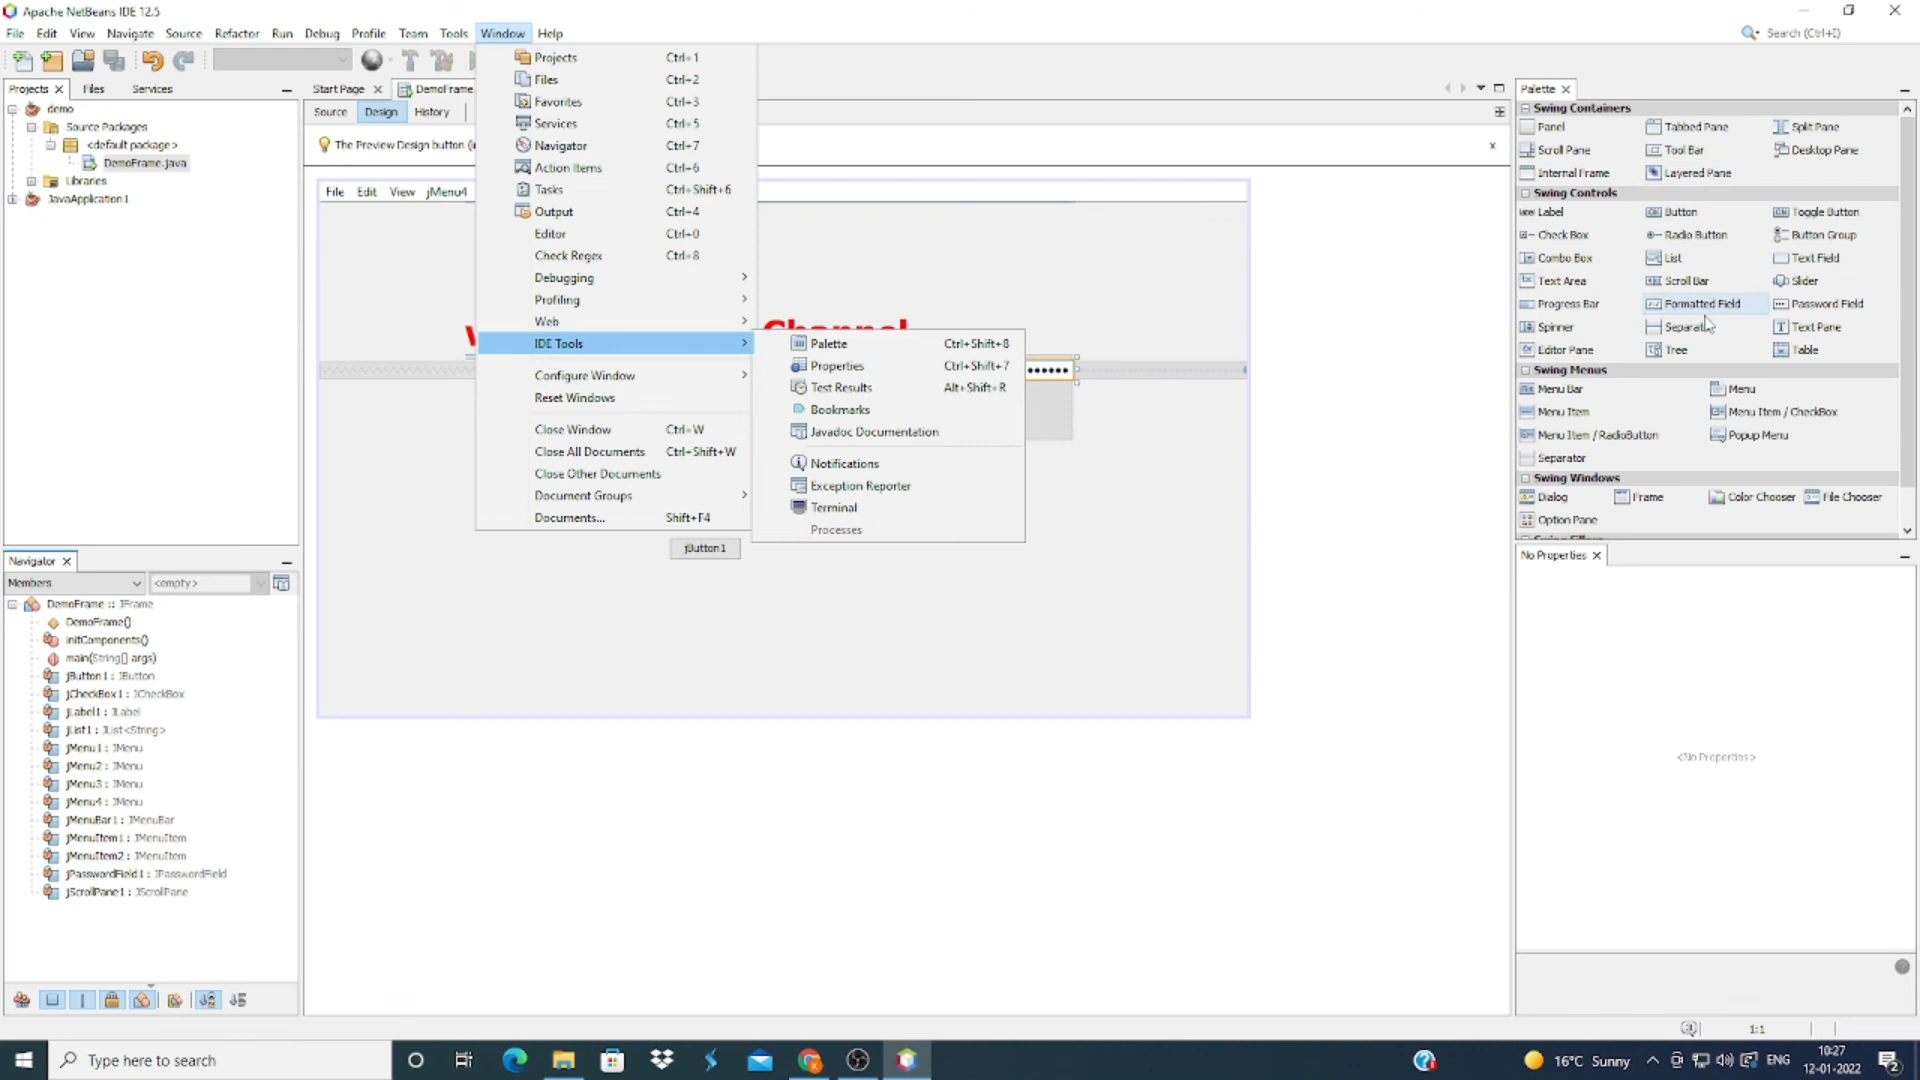 Apache NetBeans IDE 12.5
File Edit View Navigate Source Refactor Run Debug Profile Team Tools Window Help
Search (Ctrl+I)
Projects Files Services
demo
Source Packages
<default package>
DemoFrame.java
Libraries
JavaApplication1
Start Page DemoFrame.
Source Design History
The Preview Design button (i
File Edit View jMenu4
Projects Ctrl+1
Files Ctrl+2
Favorites Ctrl+3
Services Ctrl+5
Navigator Ctrl+7
Action Items Ctrl+6
Tasks Ctrl+Shift+6
Output Ctrl+4
Editor Ctrl+0
Check Regex Ctrl+8
Debugging
Profiling
Web
IDE Tools
Configure Window
Reset Windows
Close Window Ctrl+W
Close All Documents Ctrl+Shift+W
Close Other Documents
Document Groups
Documents... Shift+F4
Channel
Palette Ctrl+Shift+8
Properties Ctrl+Shift+7
Test Results Alt+Shift+R
Bookmarks
Javadoc Documentation
Notifications
Exception Reporter
Terminal
Processes
jButton1
Palette
Swing Containers
Panel Tabbed Pane Split Pane
Scroll Pane Tool Bar Desktop Pane
Internal Frame Layered Pane
Swing Controls
Label Button Toggle Button
Check Box Radio Button Button Group
Combo Box List Text Field
Text Area Scroll Bar Slider
Progress Bar Formatted Field Password Field
Spinner Separator Text Pane
Editor Pane Tree Table
Swing Menus
Menu Bar Menu
Menu Item Menu Item / CheckBox
Menu Item / RadioButton Popup Menu
Separator
Swing Windows
Dialog Frame Color Chooser File Chooser
Option Pane
No Properties
<No Properties>
Navigator
Members <empty>
DemoFrame :: JFrame
DemoFrame()
initComponents()
main(String[] args)
jButton1 : JButton
jCheckBox1 : JCheckBox
jLabel1 : JLabel
jList1 : JList<String>
jMenu1 : JMenu
jMenu2 : JMenu
jMenu3 : JMenu
jMenu4 : JMenu
jMenuBar1 : JMenuBar
jMenuItem1 : JMenuItem
jMenuItem2 : JMenuItem
jPasswordField1 : JPasswordField
jScrollPane1 : JScrollPane
1:1
Type here to search
16°C Sunny
ENG
10:27
12-01-2022
2